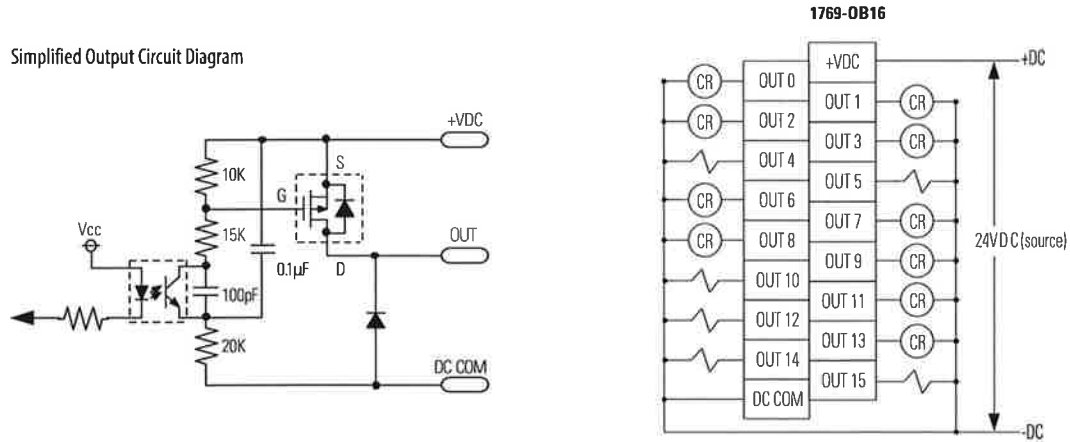 1769-OB16
Simplified Output Circuit Diagram
+VDC
S
10K
G
15K
Vcc
OUT
0.1µF
D
100pF
20K
DC COM
+DC
+VDC
CR
OUT 0
OUT 1
CR
CR
OUT 2
OUT 3
CR
OUT 4
OUT 5
CR
OUT 6
OUT 7
CR
CR
OUT 8
OUT 9
CR
24VDC (source)
OUT 10
OUT 11
CR
OUT 12
OUT 13
CR
OUT 14
OUT 15
DC COM
-DC